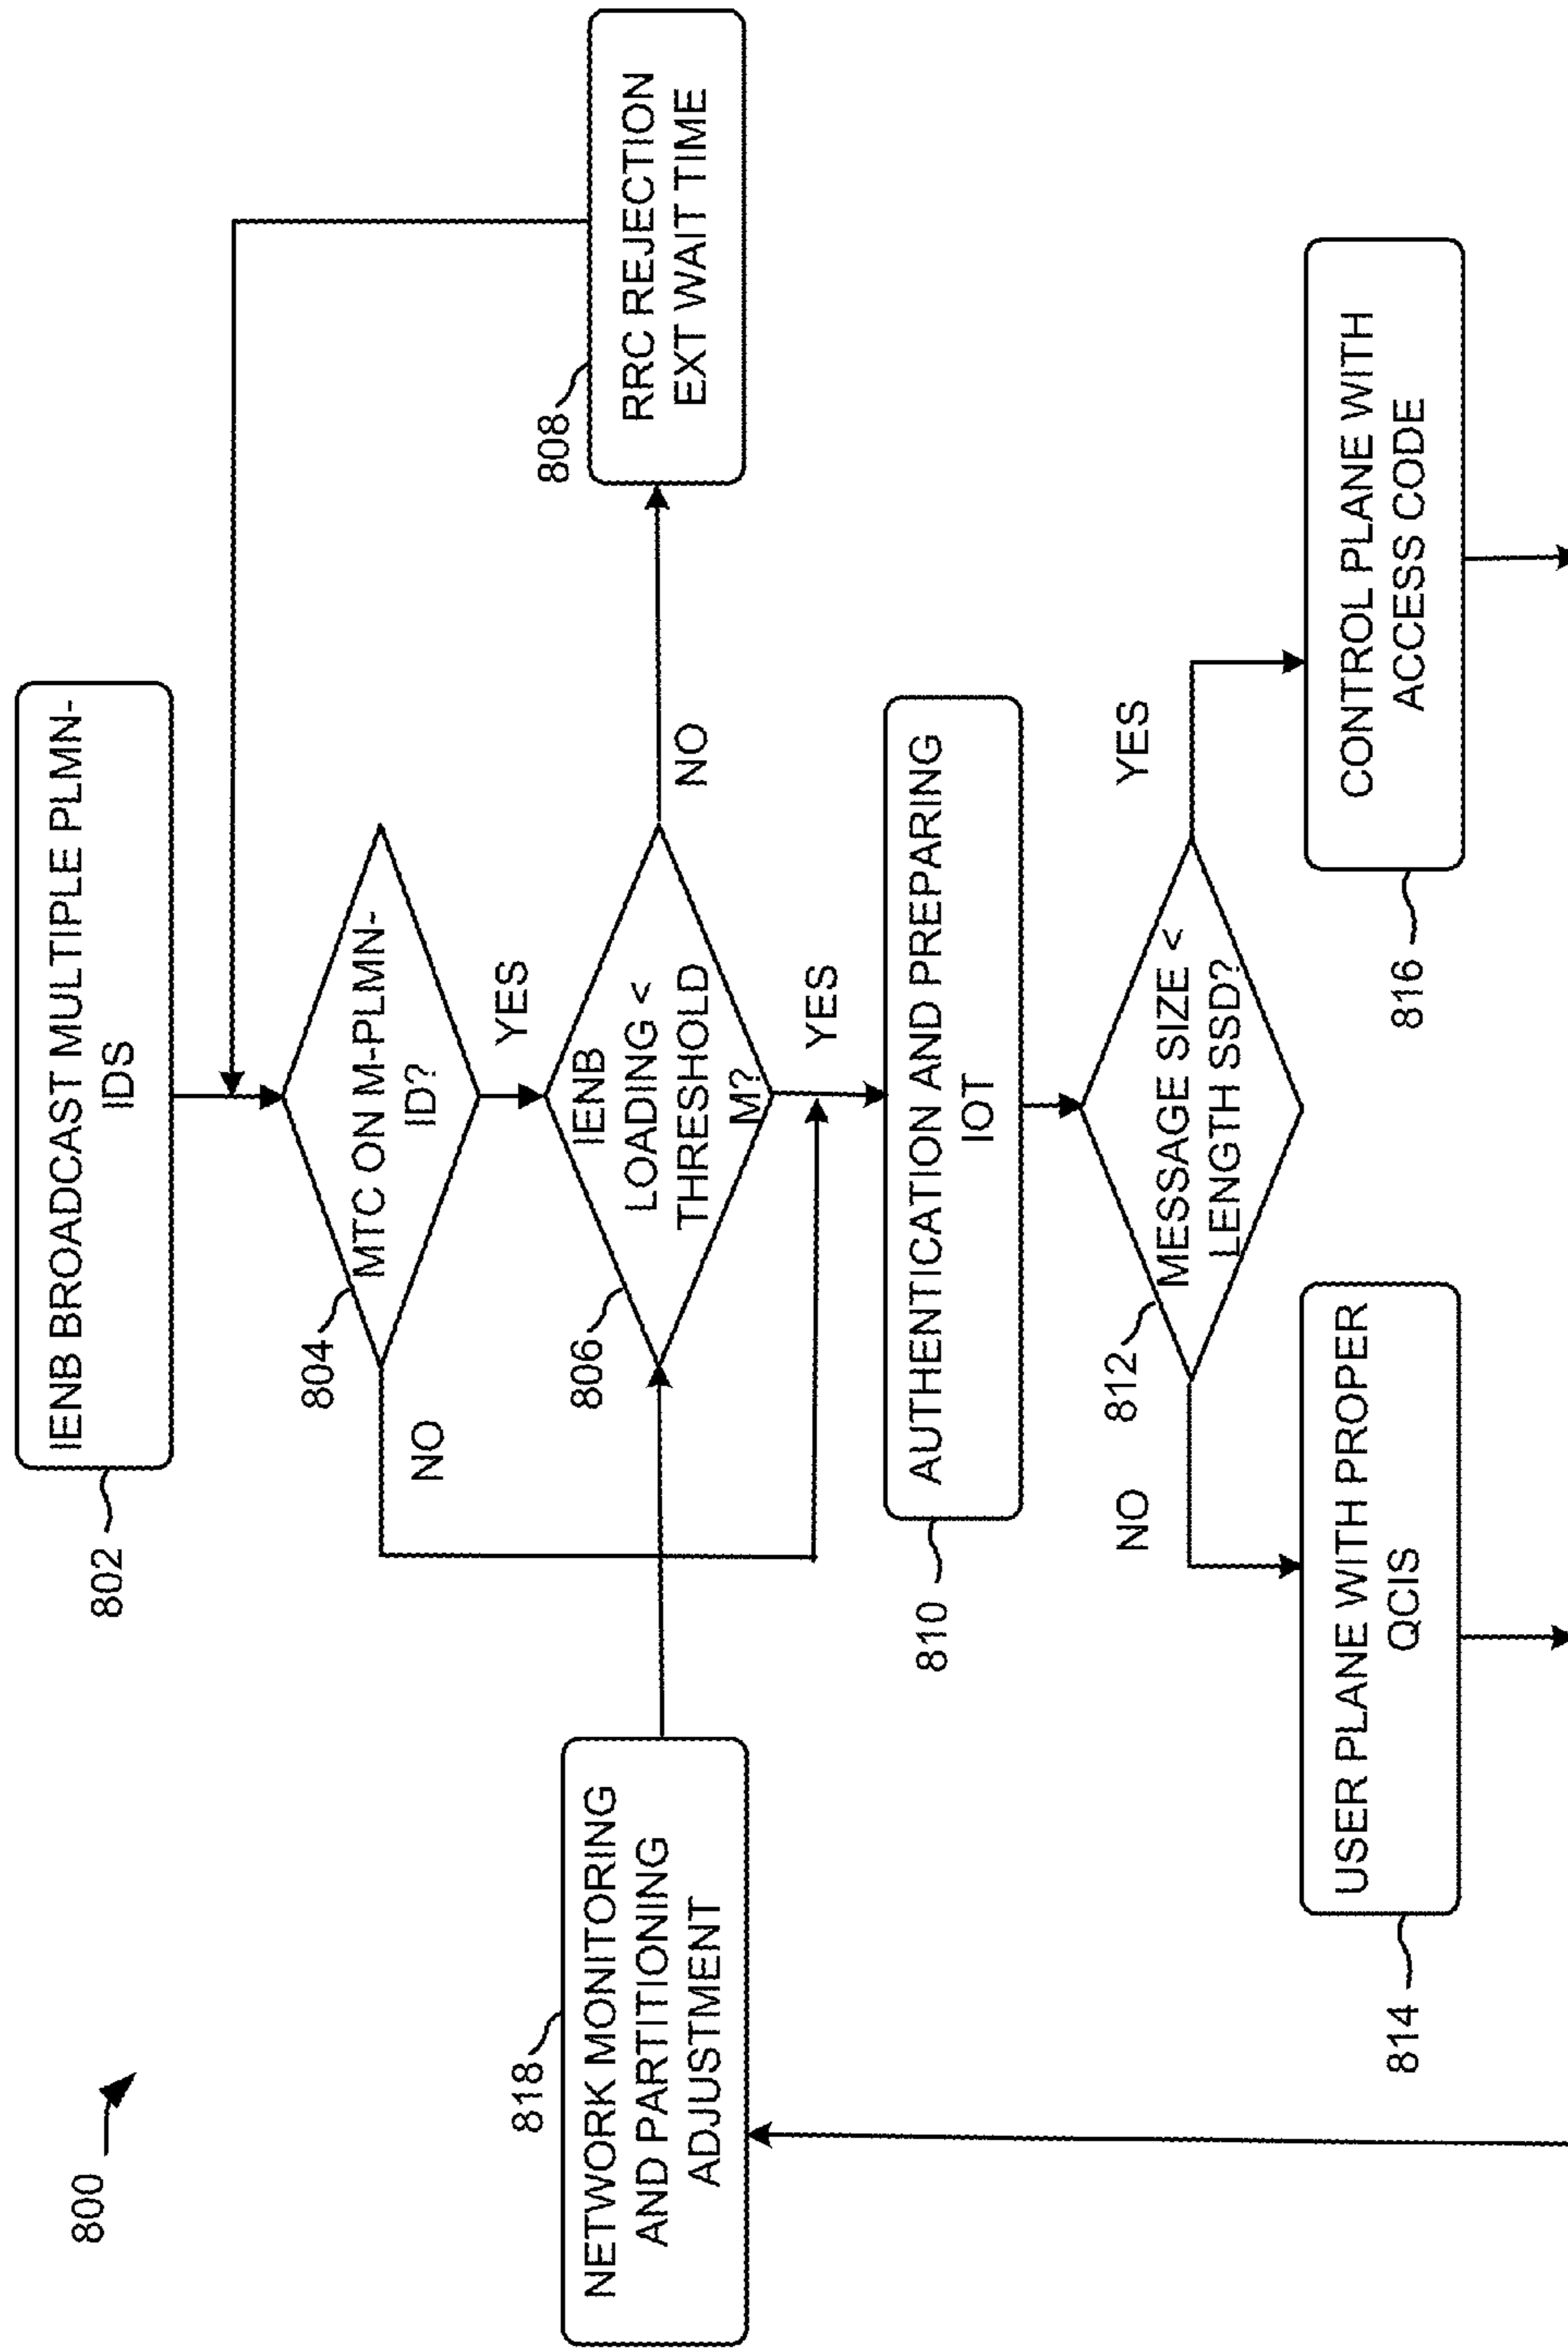 800
IENB BROADCAST MULTIPLE PLMN-
IDS
802
MTC ON M-PLMN-
ID?
804
NO
YES
IENB
LOADING <
THRESHOLD
M?
806
NO
YES
RRC REJECTION
EXT WAIT TIME
808
NETWORK MONITORING
AND PARTITIONING
ADJUSTMENT
818
AUTHENTICATION AND PREPARING
IOT
810
MESSAGE SIZE <
LENGTH SSD?
812
NO
YES
USER PLANE WITH PROPER
QCIS
814
CONTROL PLANE WITH
ACCESS CODE
816